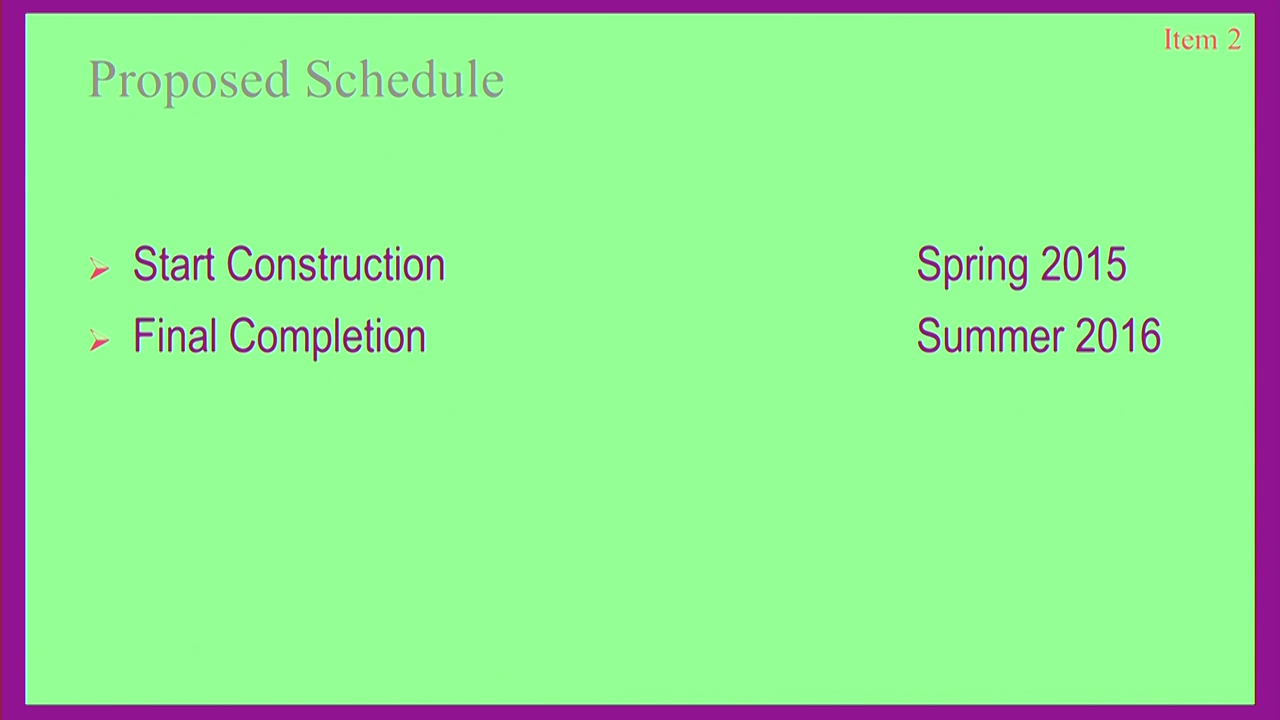 Item 2
Proposed Schedule
Start Construction Spring 2015
Final Completion Summer 2016